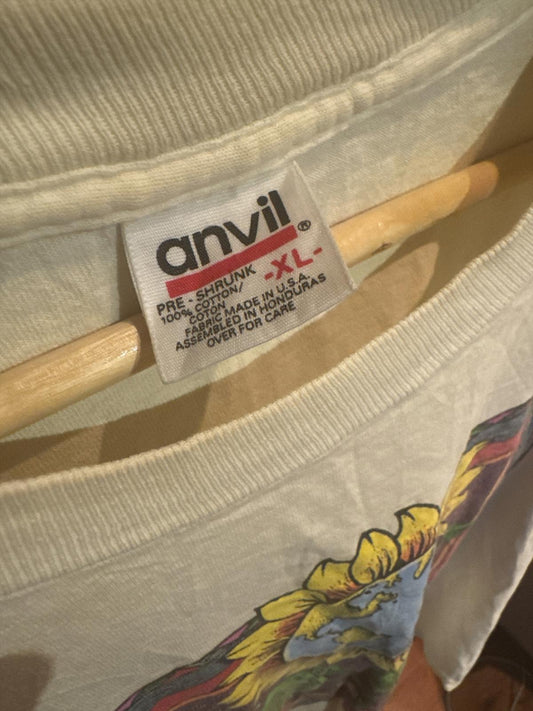 anvil®
-XL-
PRE-SHRUNK
100% COTTON/
COTON
FABRIC MADE IN U.S.A.
ASSEMBLED IN HONDURAS
OVER FOR CARE